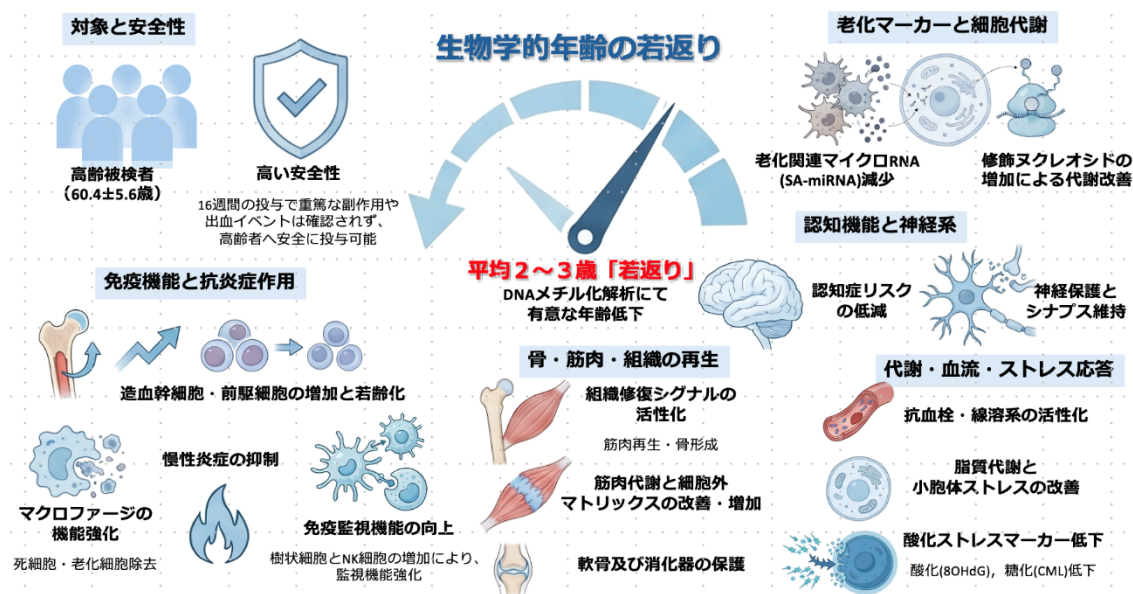 対象と安全性
高齢被検者
（60.4±5.6歳）
高い安全性
16週間の投与で重篤な副作用や
出血イベントは確認されず、
高齢者へ安全に投与可能
生物学的年齢の若返り
平均２～３歳「若返り」
DNAメチル化解析にて
有意な年齢低下
老化マーカーと細胞代謝
老化関連マイクロRNA
(SA-miRNA)減少
修飾ヌクレオシドの
増加による代謝改善
認知機能と神経系
認知症リスク
の低減
神経保護と
シナプス維持
免疫機能と抗炎症作用
造血幹細胞・前駆細胞の増加と若齢化
マクロファージの
機能強化
死細胞・老化細胞除去
慢性炎症の抑制
免疫監視機能の向上
樹状細胞とNK細胞の増加により、
監視機能強化
骨・筋肉・組織の再生
組織修復シグナルの
活性化
筋肉再生・骨形成
筋肉代謝と細胞外
マトリックスの改善・増加
軟骨及び消化器の保護
代謝・血流・ストレス応答
抗血栓・線溶系の活性化
脂質代謝と
小胞体ストレスの改善
酸化ストレスマーカー低下
酸化(8OHdG)，糖化(CML)低下